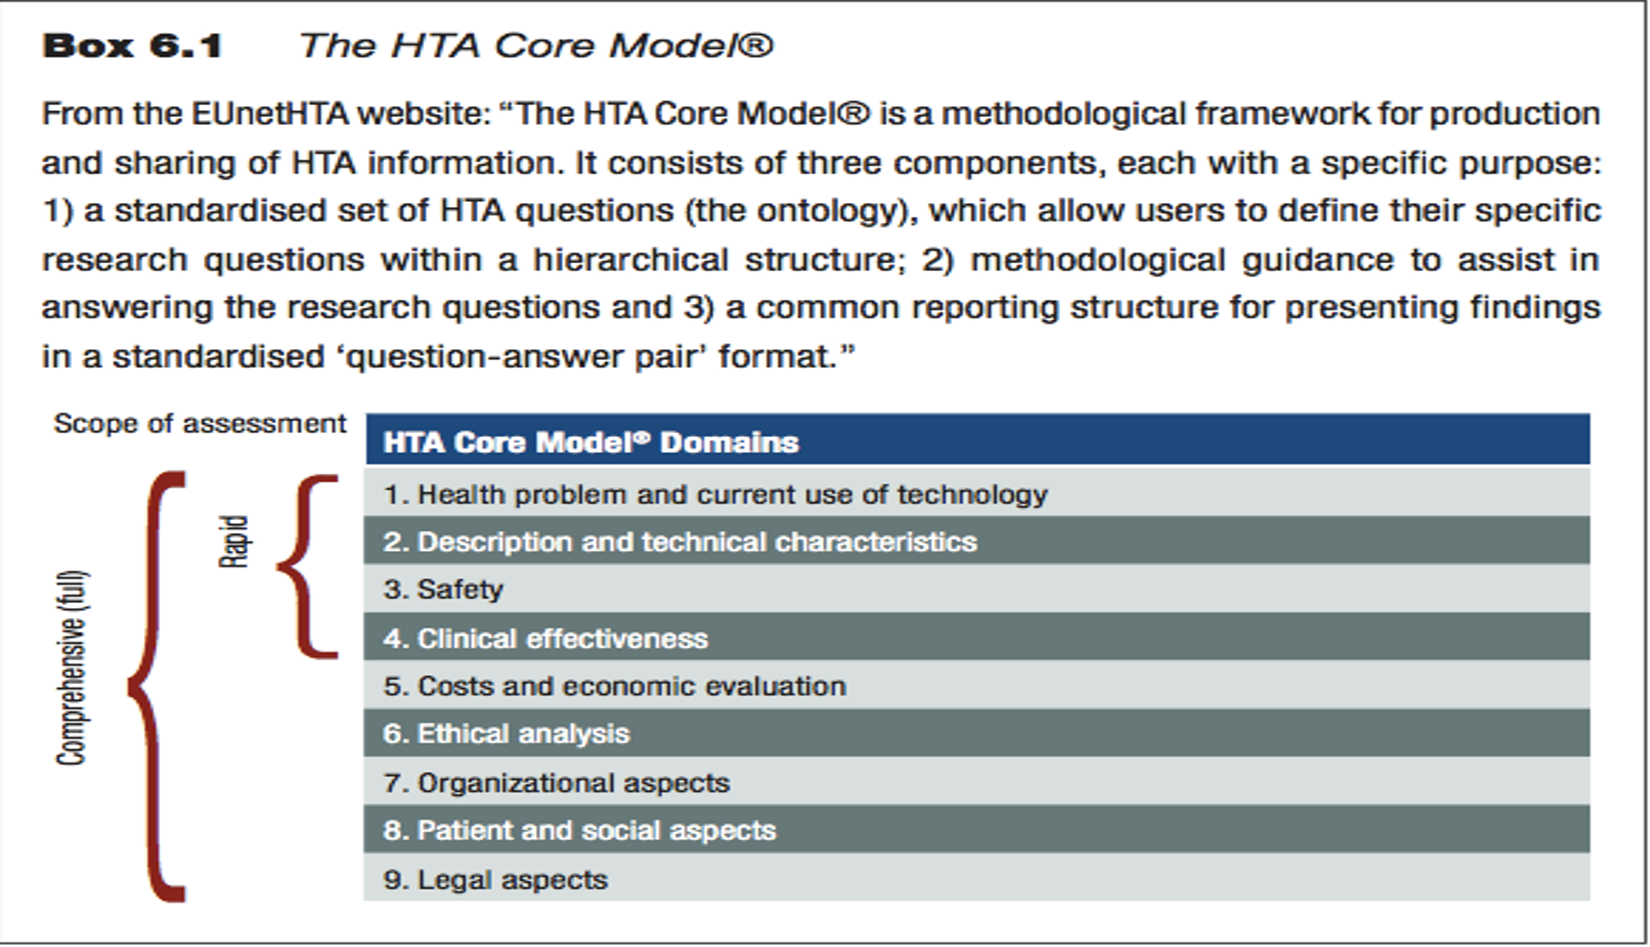 Box 6.1 The HTA Core Model®
From the EUnetHTA website: “The HTA Core Model® is a methodological framework for production
and sharing of HTA information. It consists of three components, each with a specific purpose:
1) a standardised set of HTA questions (the ontology), which allow users to define their specific
research questions within a hierarchical structure; 2) methodological guidance to assist in
answering the research questions and 3) a common reporting structure for presenting findings
in a standardised ‘question-answer pair’ format.”
Scope of assessment
Comprehensive (full)
Rapid
HTA Core Model® Domains
1. Health problem and current use of technology
2. Description and technical characteristics
3. Safety
4. Clinical effectiveness
5. Costs and economic evaluation
6. Ethical analysis
7. Organizational aspects
8. Patient and social aspects
9. Legal aspects